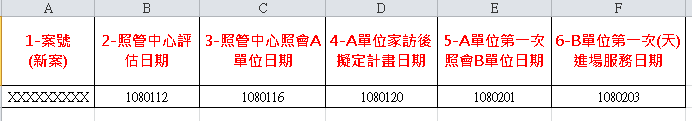 A B C D E F
1-案號 2-照管中心評 3-照管中心照會A 4-A單位家訪後 5-A單位第一次 6-B單位第一次(天)
(新案) 估日期 單位日期 擬定計畫日期 照會B單位日期 進場服務日期
XXXXXXXXX 1080112 1080116 1080120 1080201 1080203